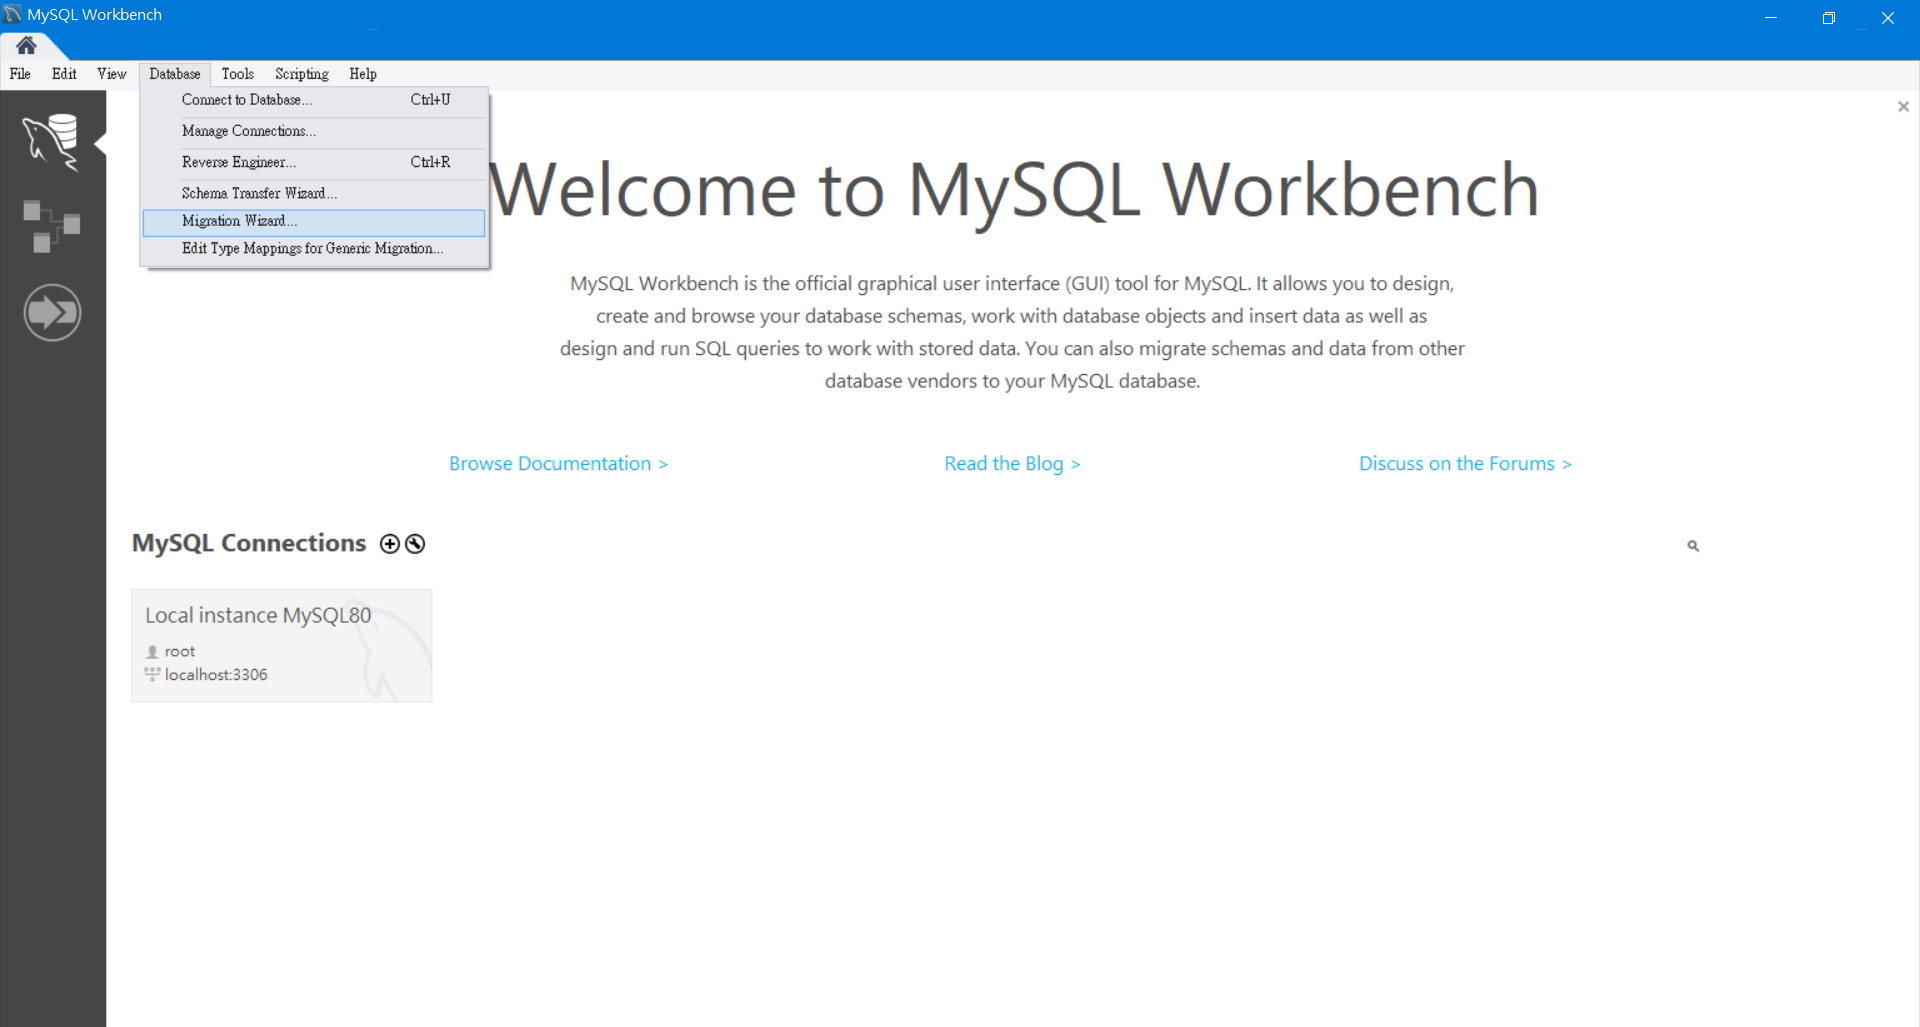 MySQL Workbench
File Edit View Database Tools Scripting Help
Connect to Database... Ctrl+U
Manage Connections...
Reverse Engineer... Ctrl+R
Schema Transfer Wizard...
Migration Wizard...
Edit Type Mappings for Generic Migration...
Welcome to MySQL Workbench
MySQL Workbench is the official graphical user interface (GUI) tool for MySQL. It allows you to design,
create and browse your database schemas, work with database objects and insert data as well as
design and run SQL queries to work with stored data. You can also migrate schemas and data from other
database vendors to your MySQL database.
Browse Documentation > Read the Blog > Discuss on the Forums >
MySQL Connections
Local instance MySQL80
root
localhost:3306